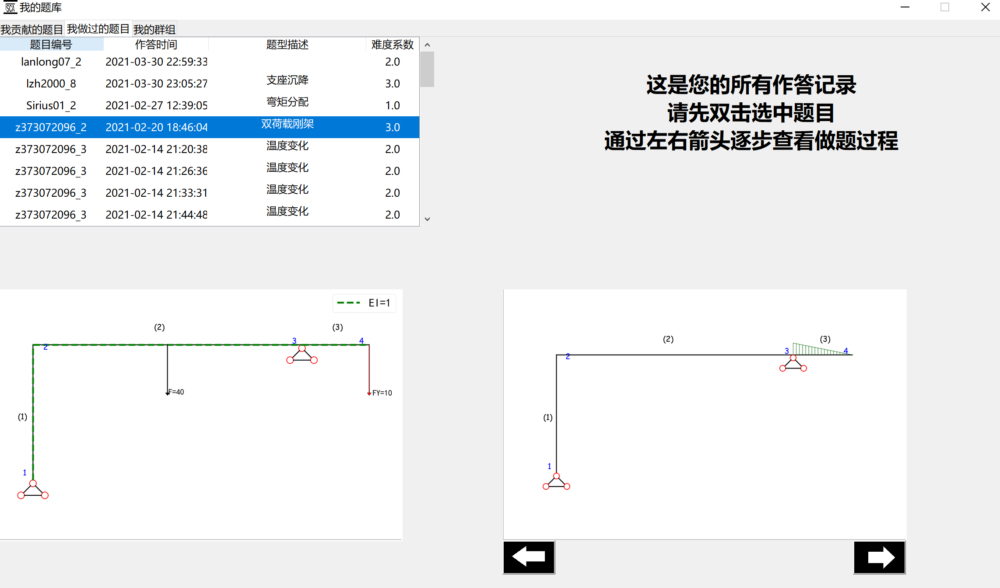 SCA 我的题库
我贡献的题目 我做过的题目 我的群组
题目编号 作答时间 题型描述 难度系数
lanlong07_2 2021-03-30 22:59:33 2.0
lzh2000_8 2021-03-30 23:05:27 支座沉降 3.0
Sirius01_2 2021-02-27 12:39:05 弯矩分配 1.0
z373072096_2 2021-02-20 18:46:04 双荷载刚架 3.0
z373072096_3 2021-02-14 21:20:38 温度变化 2.0
z373072096_3 2021-02-14 21:26:36 温度变化 2.0
z373072096_3 2021-02-14 21:33:31 温度变化 2.0
z373072096_3 2021-02-14 21:44:48 温度变化 2.0
这是您的所有作答记录
请先双击选中题目
通过左右箭头逐步查看做题过程
EI=1
(2) (3)
3 4
2
F=40 FY=10
(1)
1
(2) (3)
3 4
2
(1)
1